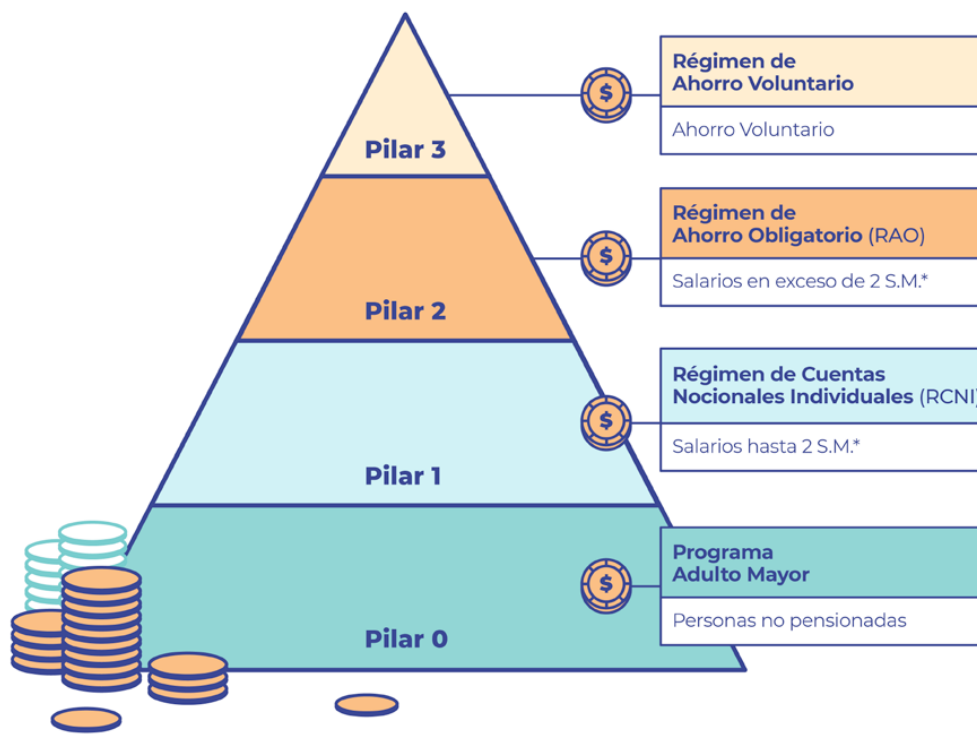 Pilar 3
Régimen de
Ahorro Voluntario
Ahorro Voluntario
Pilar 2
Régimen de
Ahorro Obligatorio (RAO)
Salarios en exceso de 2 S.M.*
Pilar 1
Régimen de Cuentas
Nocionales Individuales (RCNI)
Salarios hasta 2 S.M.*
Pilar 0
Programa
Adulto Mayor
Personas no pensionadas
$
$
$
$